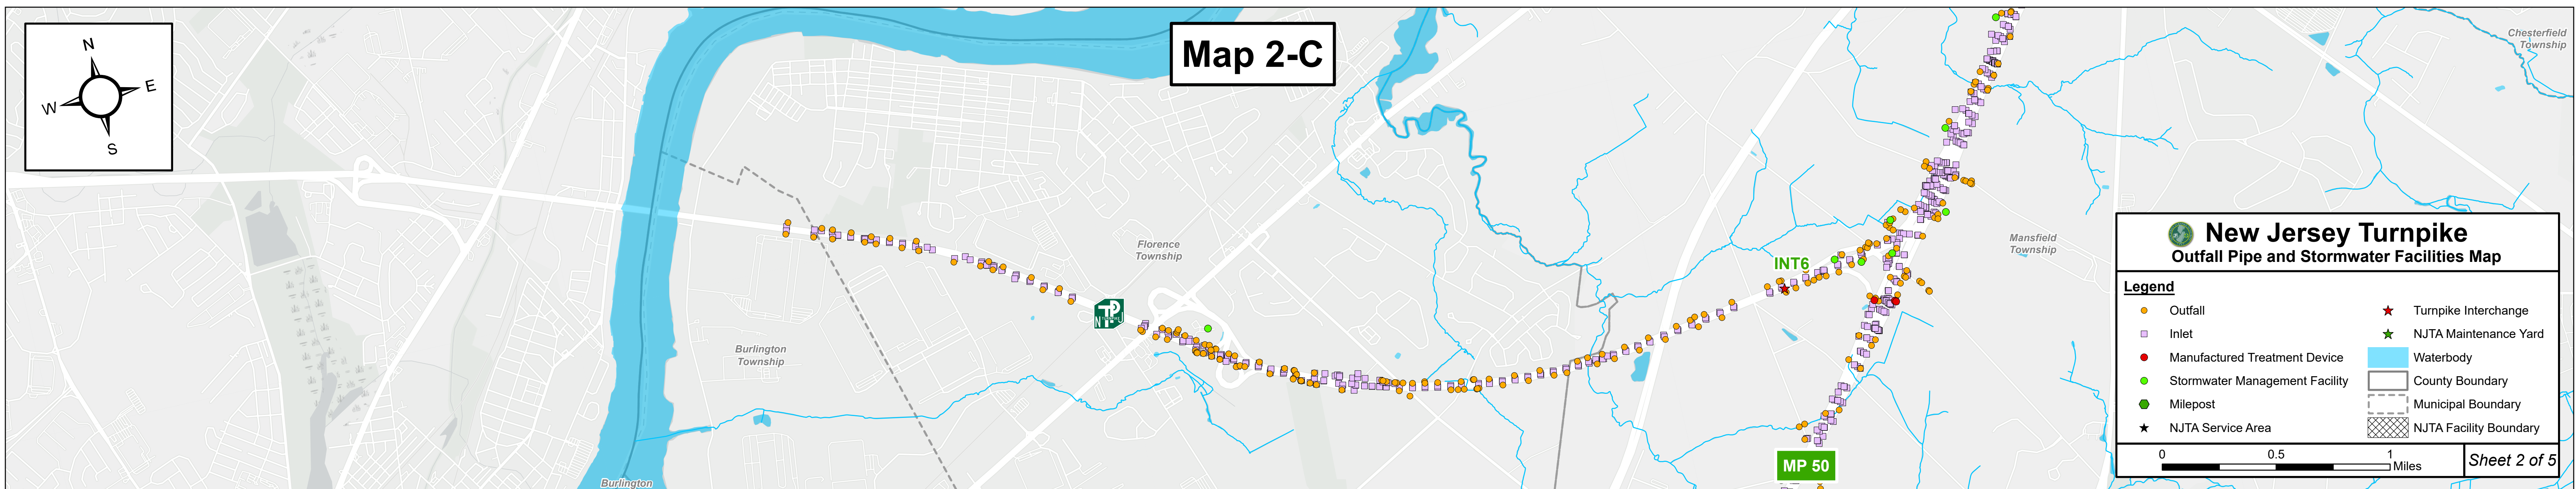 Map 2-C
N
E
W
S
Chesterfield
Township
Florence
Township
Mansfield
Township
INT6
Burlington
Township
Burlington
MP 50
New Jersey Turnpike
Outfall Pipe and Stormwater Facilities Map
Legend
Outfall
Inlet
Manufactured Treatment Device
Stormwater Management Facility
Milepost
NJTA Service Area
Turnpike Interchange
NJTA Maintenance Yard
Waterbody
County Boundary
Municipal Boundary
NJTA Facility Boundary
0 0.5 1
Miles
Sheet 2 of 5